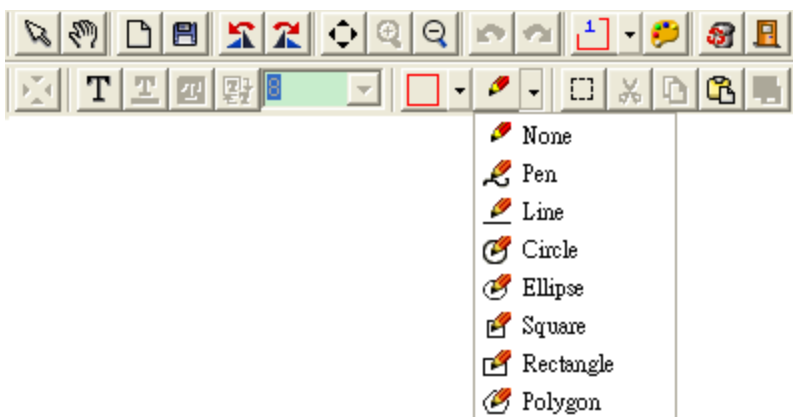 1
T T T
8
None
Pen
Line
Circle
Ellipse
Square
Rectangle
Polygon